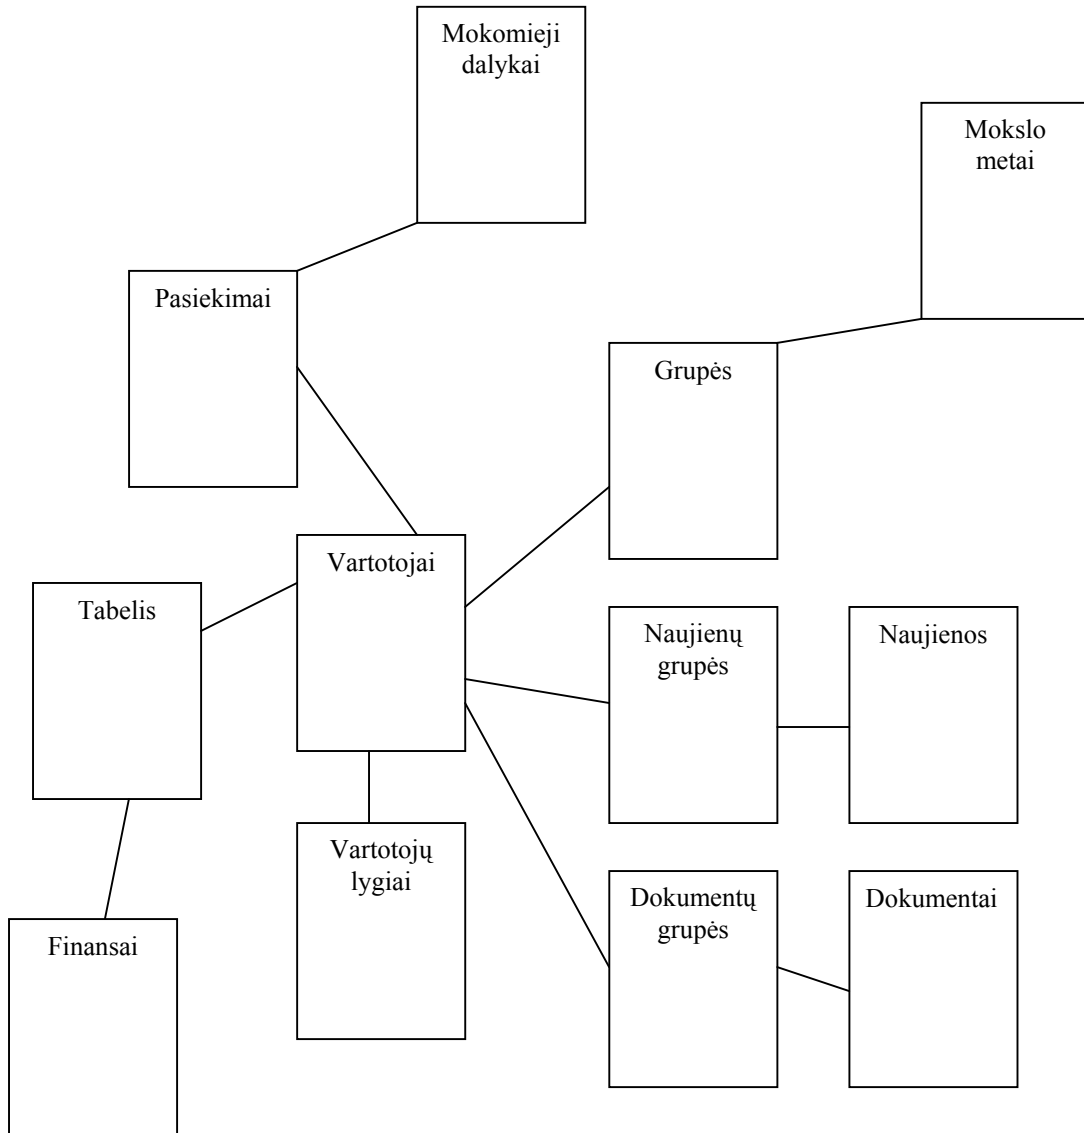 Mokomieji
dalykai
Mokslo
metai
Pasiekimai
Grupės
Vartotojai
Tabelis
Naujienų
grupės
Naujienos
Vartotojų
lygiai
Dokumentų
grupės
Dokumentai
Finansai